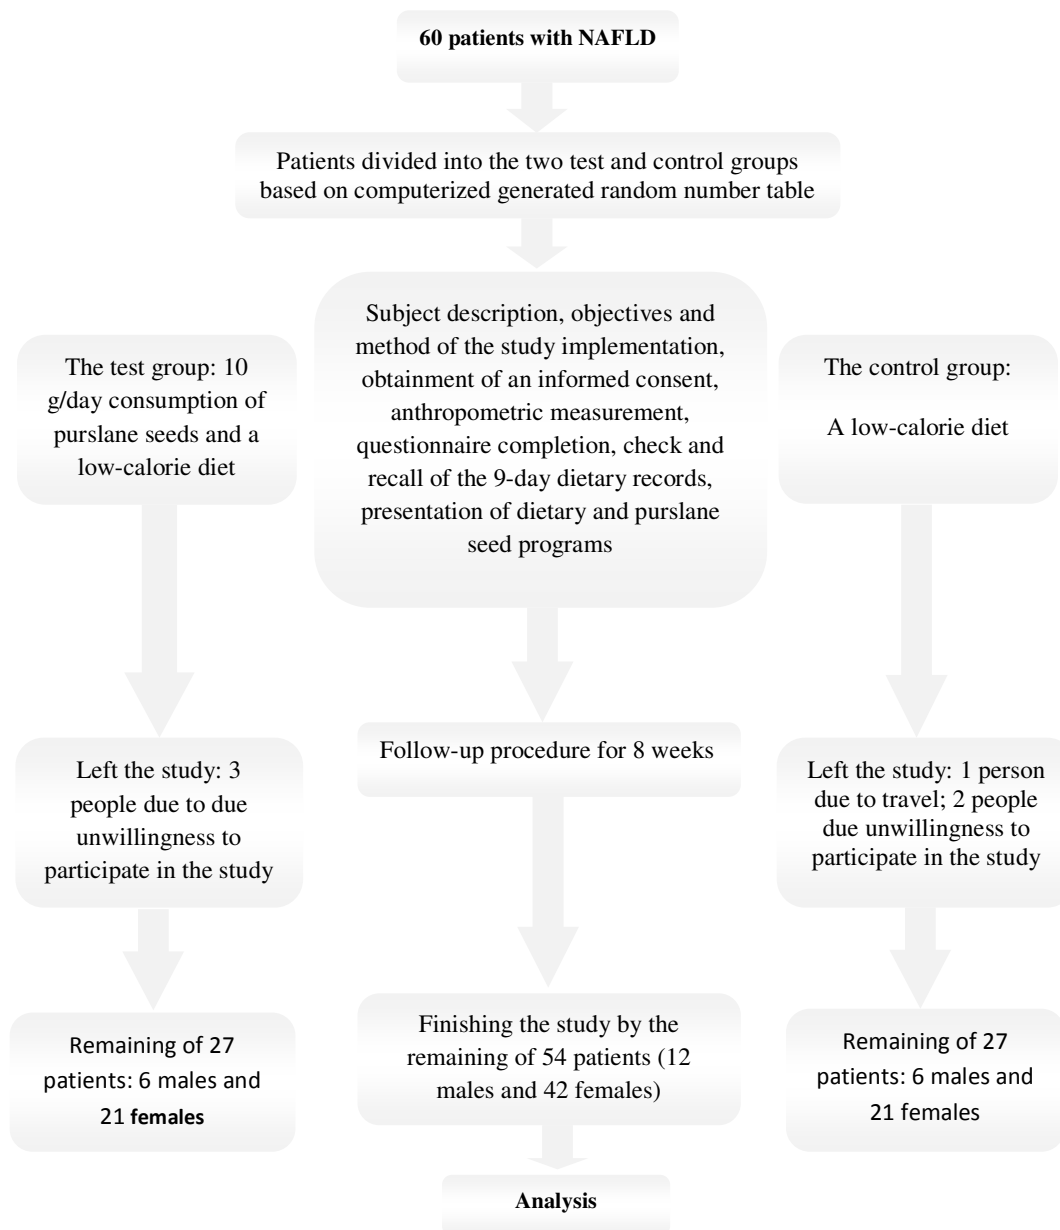 60 patients with NAFLD
Patients divided into the two test and control groups
based on computerized generated random number table
The test group: 10
g/day consumption of
purslane seeds and a
low-calorie diet
Subject description, objectives and
method of the study implementation,
obtainment of an informed consent,
anthropometric measurement,
questionnaire completion, check and
recall of the 9-day dietary records,
presentation of dietary and purslane
seed programs
The control group:
A low-calorie diet
Left the study: 3
people due to due
unwillingness to
participate in the study
Follow-up procedure for 8 weeks
Left the study: 1 person
due to travel; 2 people
due unwillingness to
participate in the study
Remaining of 27
patients: 6 males and
21 females
Finishing the study by the
remaining of 54 patients (12
males and 42 females)
Remaining of 27
patients: 6 males and
21 females
Analysis